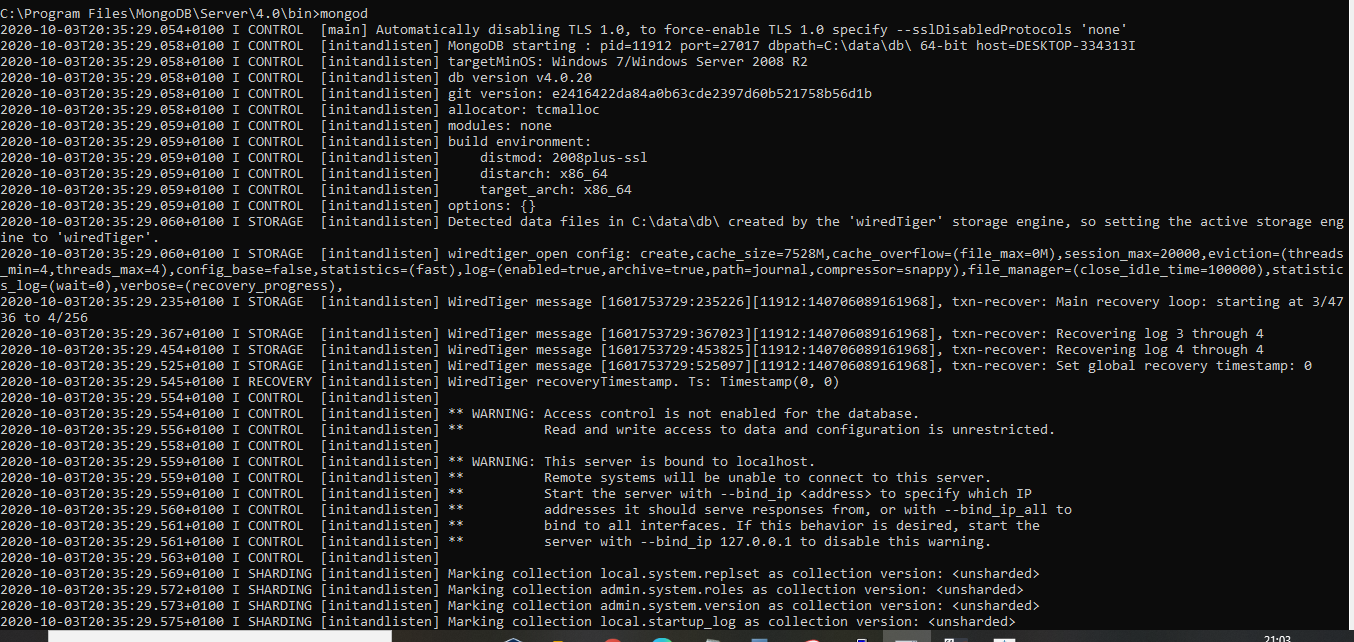 C:\Program Files\MongoDB\Server\4.0\bin>mongod
2020-10-03T20:35:29.054+0100 I CONTROL  [main] Automatically disabling TLS 1.0, to force-enable TLS 1.0 specify --sslDisabledProtocols 'none'
2020-10-03T20:35:29.058+0100 I CONTROL  [initandlisten] MongoDB starting : pid=11912 port=27017 dbpath=C:\data\db\ 64-bit host=DESKTOP-334313I
2020-10-03T20:35:29.058+0100 I CONTROL  [initandlisten] targetMinOS: Windows 7/Windows Server 2008 R2
2020-10-03T20:35:29.058+0100 I CONTROL  [initandlisten] db version v4.0.20
2020-10-03T20:35:29.058+0100 I CONTROL  [initandlisten] git version: e2416422da84a0b63cde2397d60b521758b56d1b
2020-10-03T20:35:29.058+0100 I CONTROL  [initandlisten] allocator: tcmalloc
2020-10-03T20:35:29.059+0100 I CONTROL  [initandlisten] modules: none
2020-10-03T20:35:29.059+0100 I CONTROL  [initandlisten] build environment:
2020-10-03T20:35:29.059+0100 I CONTROL  [initandlisten]     distmod: 2008plus-ssl
2020-10-03T20:35:29.059+0100 I CONTROL  [initandlisten]     distarch: x86_64
2020-10-03T20:35:29.059+0100 I CONTROL  [initandlisten]     target_arch: x86_64
2020-10-03T20:35:29.059+0100 I CONTROL  [initandlisten] options: {}
2020-10-03T20:35:29.060+0100 I STORAGE  [initandlisten] Detected data files in C:\data\db\ created by the 'wiredTiger' storage engine, so setting the active storage eng
ine to 'wiredTiger'.
2020-10-03T20:35:29.060+0100 I STORAGE  [initandlisten] wiredtiger_open config: create,cache_size=7528M,cache_overflow=(file_max=0M),session_max=20000,eviction=(threads
_min=4,threads_max=4),config_base=false,statistics=(fast),log=(enabled=true,archive=true,path=journal,compressor=snappy),file_manager=(close_idle_time=100000),statistic
s_log=(wait=0),verbose=(recovery_progress),
2020-10-03T20:35:29.235+0100 I STORAGE  [initandlisten] WiredTiger message [1601753729:235226][11912:140706089161968], txn-recover: Main recovery loop: starting at 3/47
36 to 4/256
2020-10-03T20:35:29.367+0100 I STORAGE  [initandlisten] WiredTiger message [1601753729:367023][11912:140706089161968], txn-recover: Recovering log 3 through 4
2020-10-03T20:35:29.454+0100 I STORAGE  [initandlisten] WiredTiger message [1601753729:453825][11912:140706089161968], txn-recover: Recovering log 4 through 4
2020-10-03T20:35:29.525+0100 I STORAGE  [initandlisten] WiredTiger message [1601753729:525097][11912:140706089161968], txn-recover: Set global recovery timestamp: 0
2020-10-03T20:35:29.545+0100 I RECOVERY [initandlisten] WiredTiger recoveryTimestamp. Ts: Timestamp(0, 0)
2020-10-03T20:35:29.554+0100 I CONTROL  [initandlisten]
2020-10-03T20:35:29.554+0100 I CONTROL  [initandlisten] ** WARNING: Access control is not enabled for the database.
2020-10-03T20:35:29.556+0100 I CONTROL  [initandlisten] **          Read and write access to data and configuration is unrestricted.
2020-10-03T20:35:29.558+0100 I CONTROL  [initandlisten]
2020-10-03T20:35:29.559+0100 I CONTROL  [initandlisten] ** WARNING: This server is bound to localhost.
2020-10-03T20:35:29.559+0100 I CONTROL  [initandlisten] **          Remote systems will be unable to connect to this server.
2020-10-03T20:35:29.559+0100 I CONTROL  [initandlisten] **          Start the server with --bind_ip <address> to specify which IP
2020-10-03T20:35:29.560+0100 I CONTROL  [initandlisten] **          addresses it should serve responses from, or with --bind_ip_all to
2020-10-03T20:35:29.561+0100 I CONTROL  [initandlisten] **          bind to all interfaces. If this behavior is desired, start the
2020-10-03T20:35:29.561+0100 I CONTROL  [initandlisten] **          server with --bind_ip 127.0.0.1 to disable this warning.
2020-10-03T20:35:29.563+0100 I CONTROL  [initandlisten]
2020-10-03T20:35:29.569+0100 I SHARDING [initandlisten] Marking collection local.system.replset as collection version: <unsharded>
2020-10-03T20:35:29.572+0100 I SHARDING [initandlisten] Marking collection admin.system.roles as collection version: <unsharded>
2020-10-03T20:35:29.573+0100 I SHARDING [initandlisten] Marking collection admin.system.version as collection version: <unsharded>
2020-10-03T20:35:29.575+0100 I SHARDING [initandlisten] Marking collection local.startup_log as collection version: <unsharded>
21:03